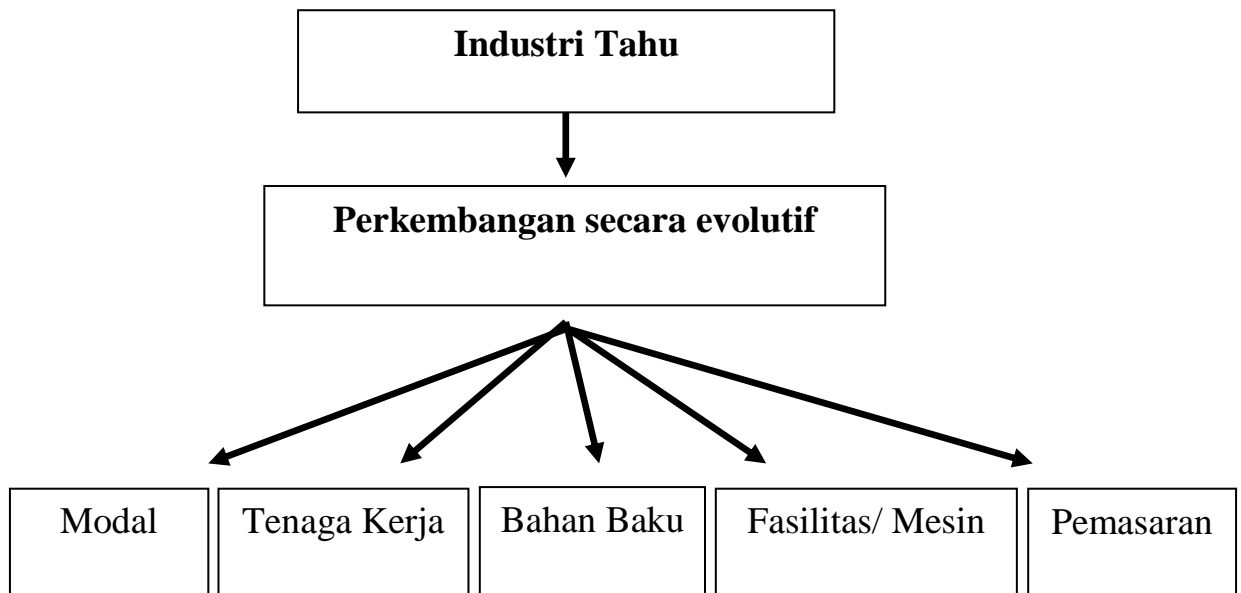 Industri Tahu
Perkembangan secara evolutif
Modal
Tenaga Kerja
Bahan Baku
Fasilitas/ Mesin
Pemasaran